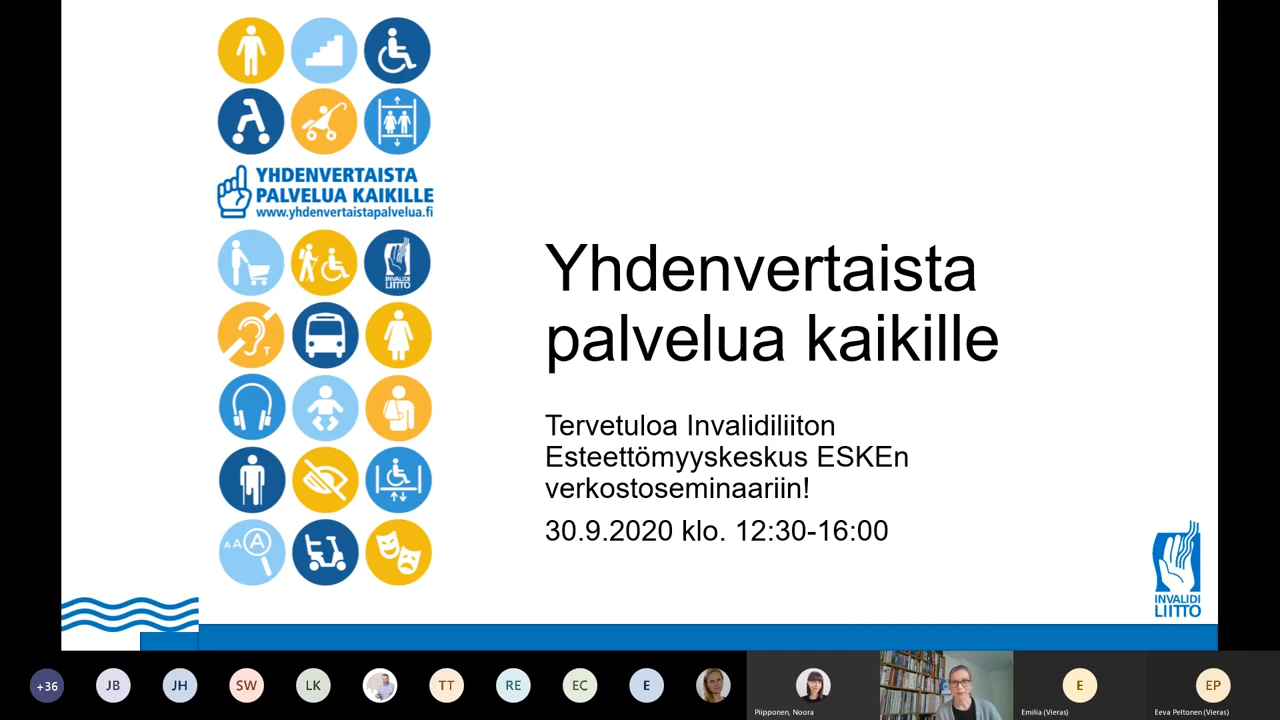 YHDENVERTAISTA
PALVELUA KAIKILLE
www.yhdenvertaistapalvelua.fi
INVALIDI
LIITTO
T
AAA
Yhdenvertaista
palvelua kaikille
Tervetuloa Invalidiliiton
Esteettömyyskeskus ESKEn
verkostoseminaariin!
30.9.2020 klo. 12:30-16:00
INVALIDI
LIITTO
+36
JB
JH
SW
LK
TT
RE
EC
E
Piipponen, Noora
E
Emilia (Vieras)
EP
Eeva Peltonen (Vieras)